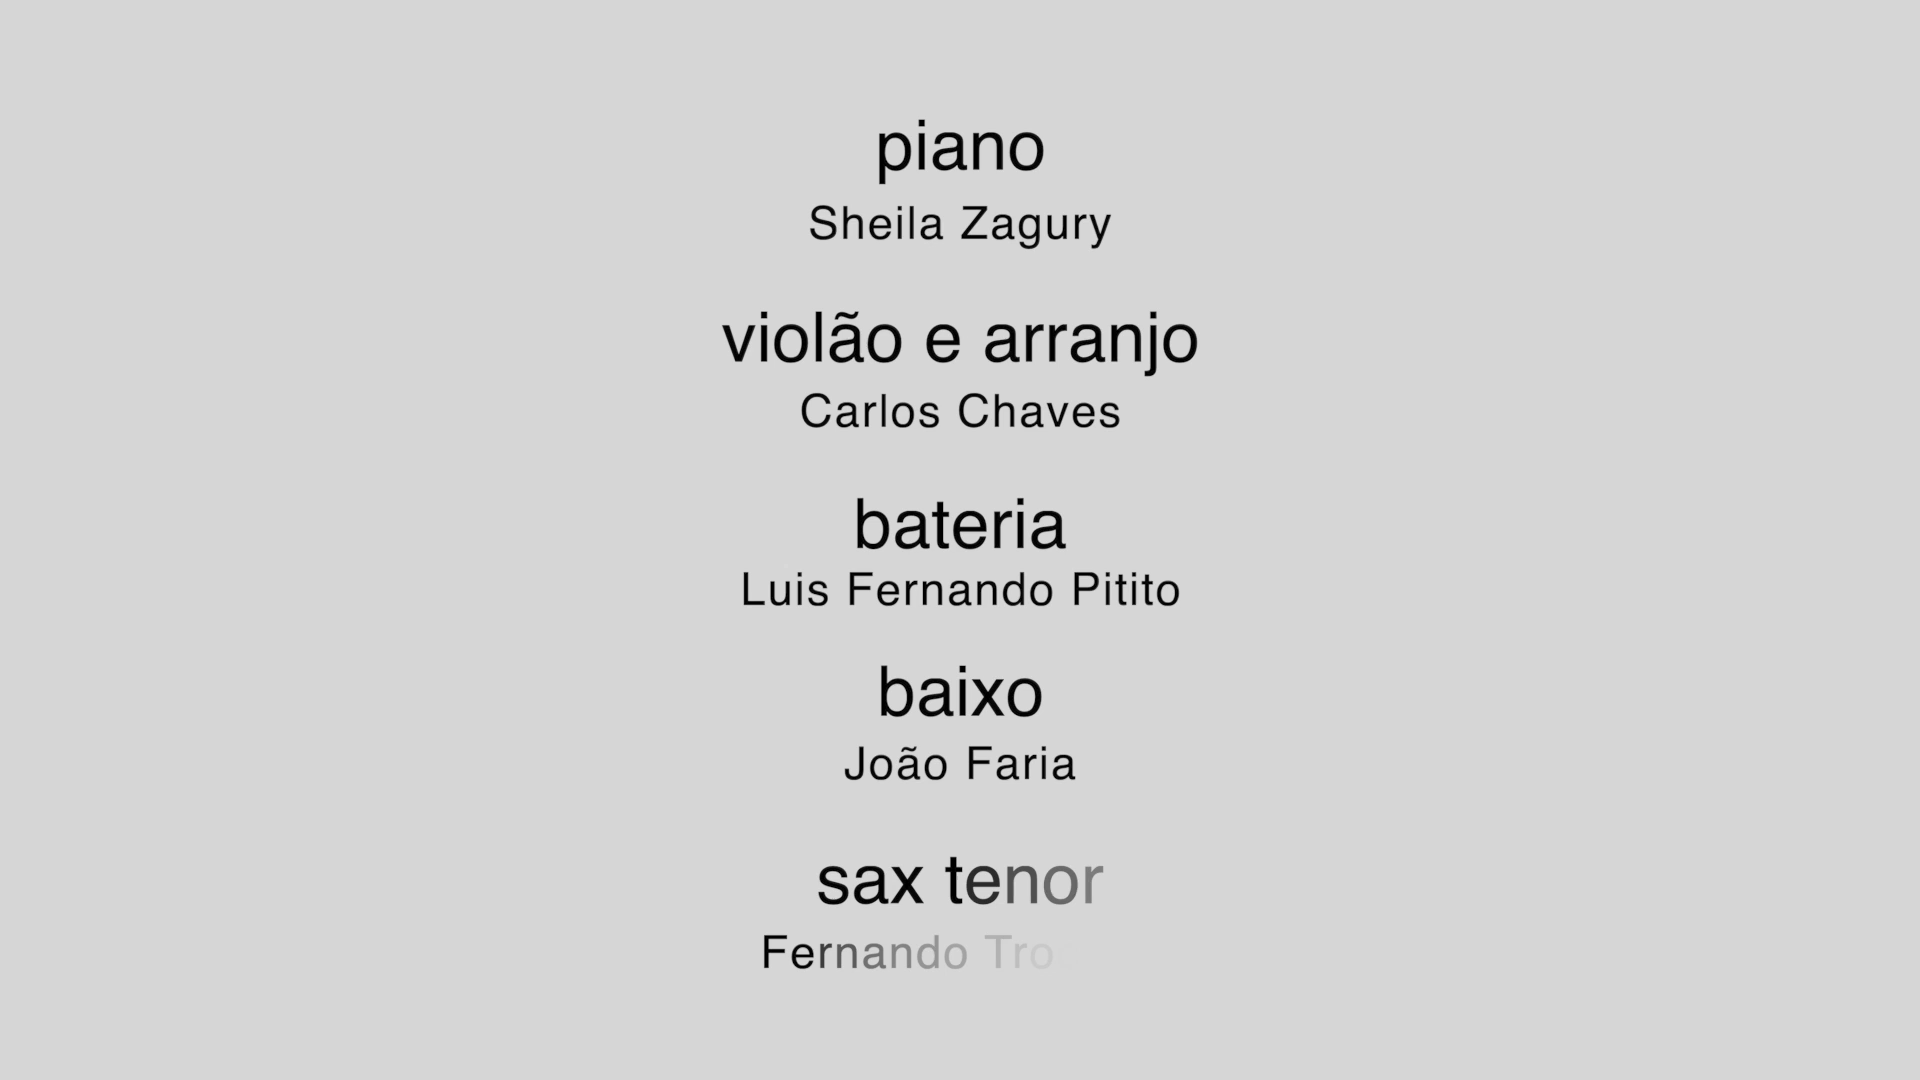 piano
Sheila Zagury
violão e arranjo
Carlos Chaves
bateria
Luis Fernando Pitito
baixo
João Faria
sax tenor
Fernando